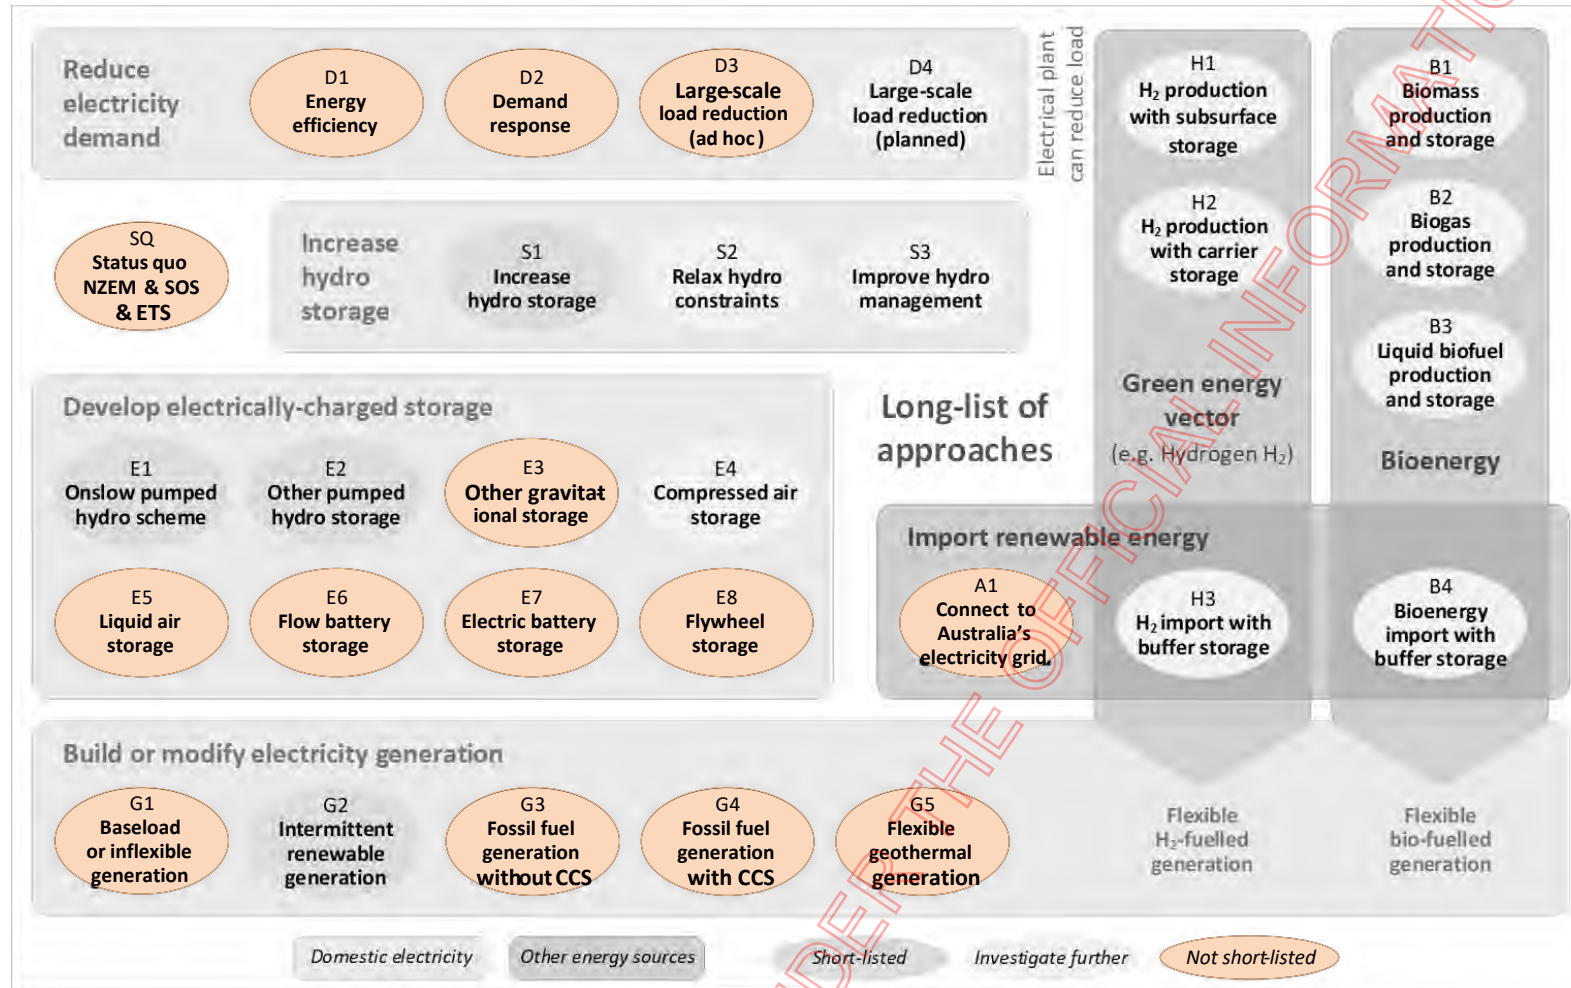 Reduce
electricity
demand
D1
Energy
efficiency
D2
Demand
response
D3
Large-scale
load reduction
(ad hoc)
D4
Large-scale
load reduction
(planned)
Electrical plant
can reduce load
H1
H₂ production
with subsurface
storage
B1
Biomass
production
and storage
SQ
Status quo
NZEM & SOS
& ETS
Increase
hydro
storage
S1
Increase
hydro storage
S2
Relax hydro
constraints
S3
Improve hydro
management
H2
H₂ production
with carrier
storage
B2
Biogas
production
and storage
B3
Liquid biofuel
production
and storage
Develop electrically-charged storage
E1
Onslow pumped
hydro scheme
E2
Other pumped
hydro storage
E3
Other gravitat-
ional storage
E4
Compressed air
storage
E5
Liquid air
storage
E6
Flow battery
storage
E7
Electric battery
storage
E8
Flywheel
storage
Long-list of
approaches
Green energy
vector
(e.g. Hydrogen H₂)
Bioenergy
Import renewable energy
A1
Connect to
Australia's
electricity grid.
H3
H₂ import with
buffer storage
B4
Bioenergy
import with
buffer storage
Build or modify electricity generation
G1
Baseload
or inflexible
generation
G2
Intermittent
renewable
generation
G3
Fossil fuel
generation
without CCS
G4
Fossil fuel
generation
with CCS
G5
Flexible
geothermal
generation
Flexible
H₂-fuelled
generation
Flexible
bio-fuelled
generation
Domestic electricity
Other energy sources
Short-listed
Investigate further
Not short-listed
THE OFFICIAL INFORMATI